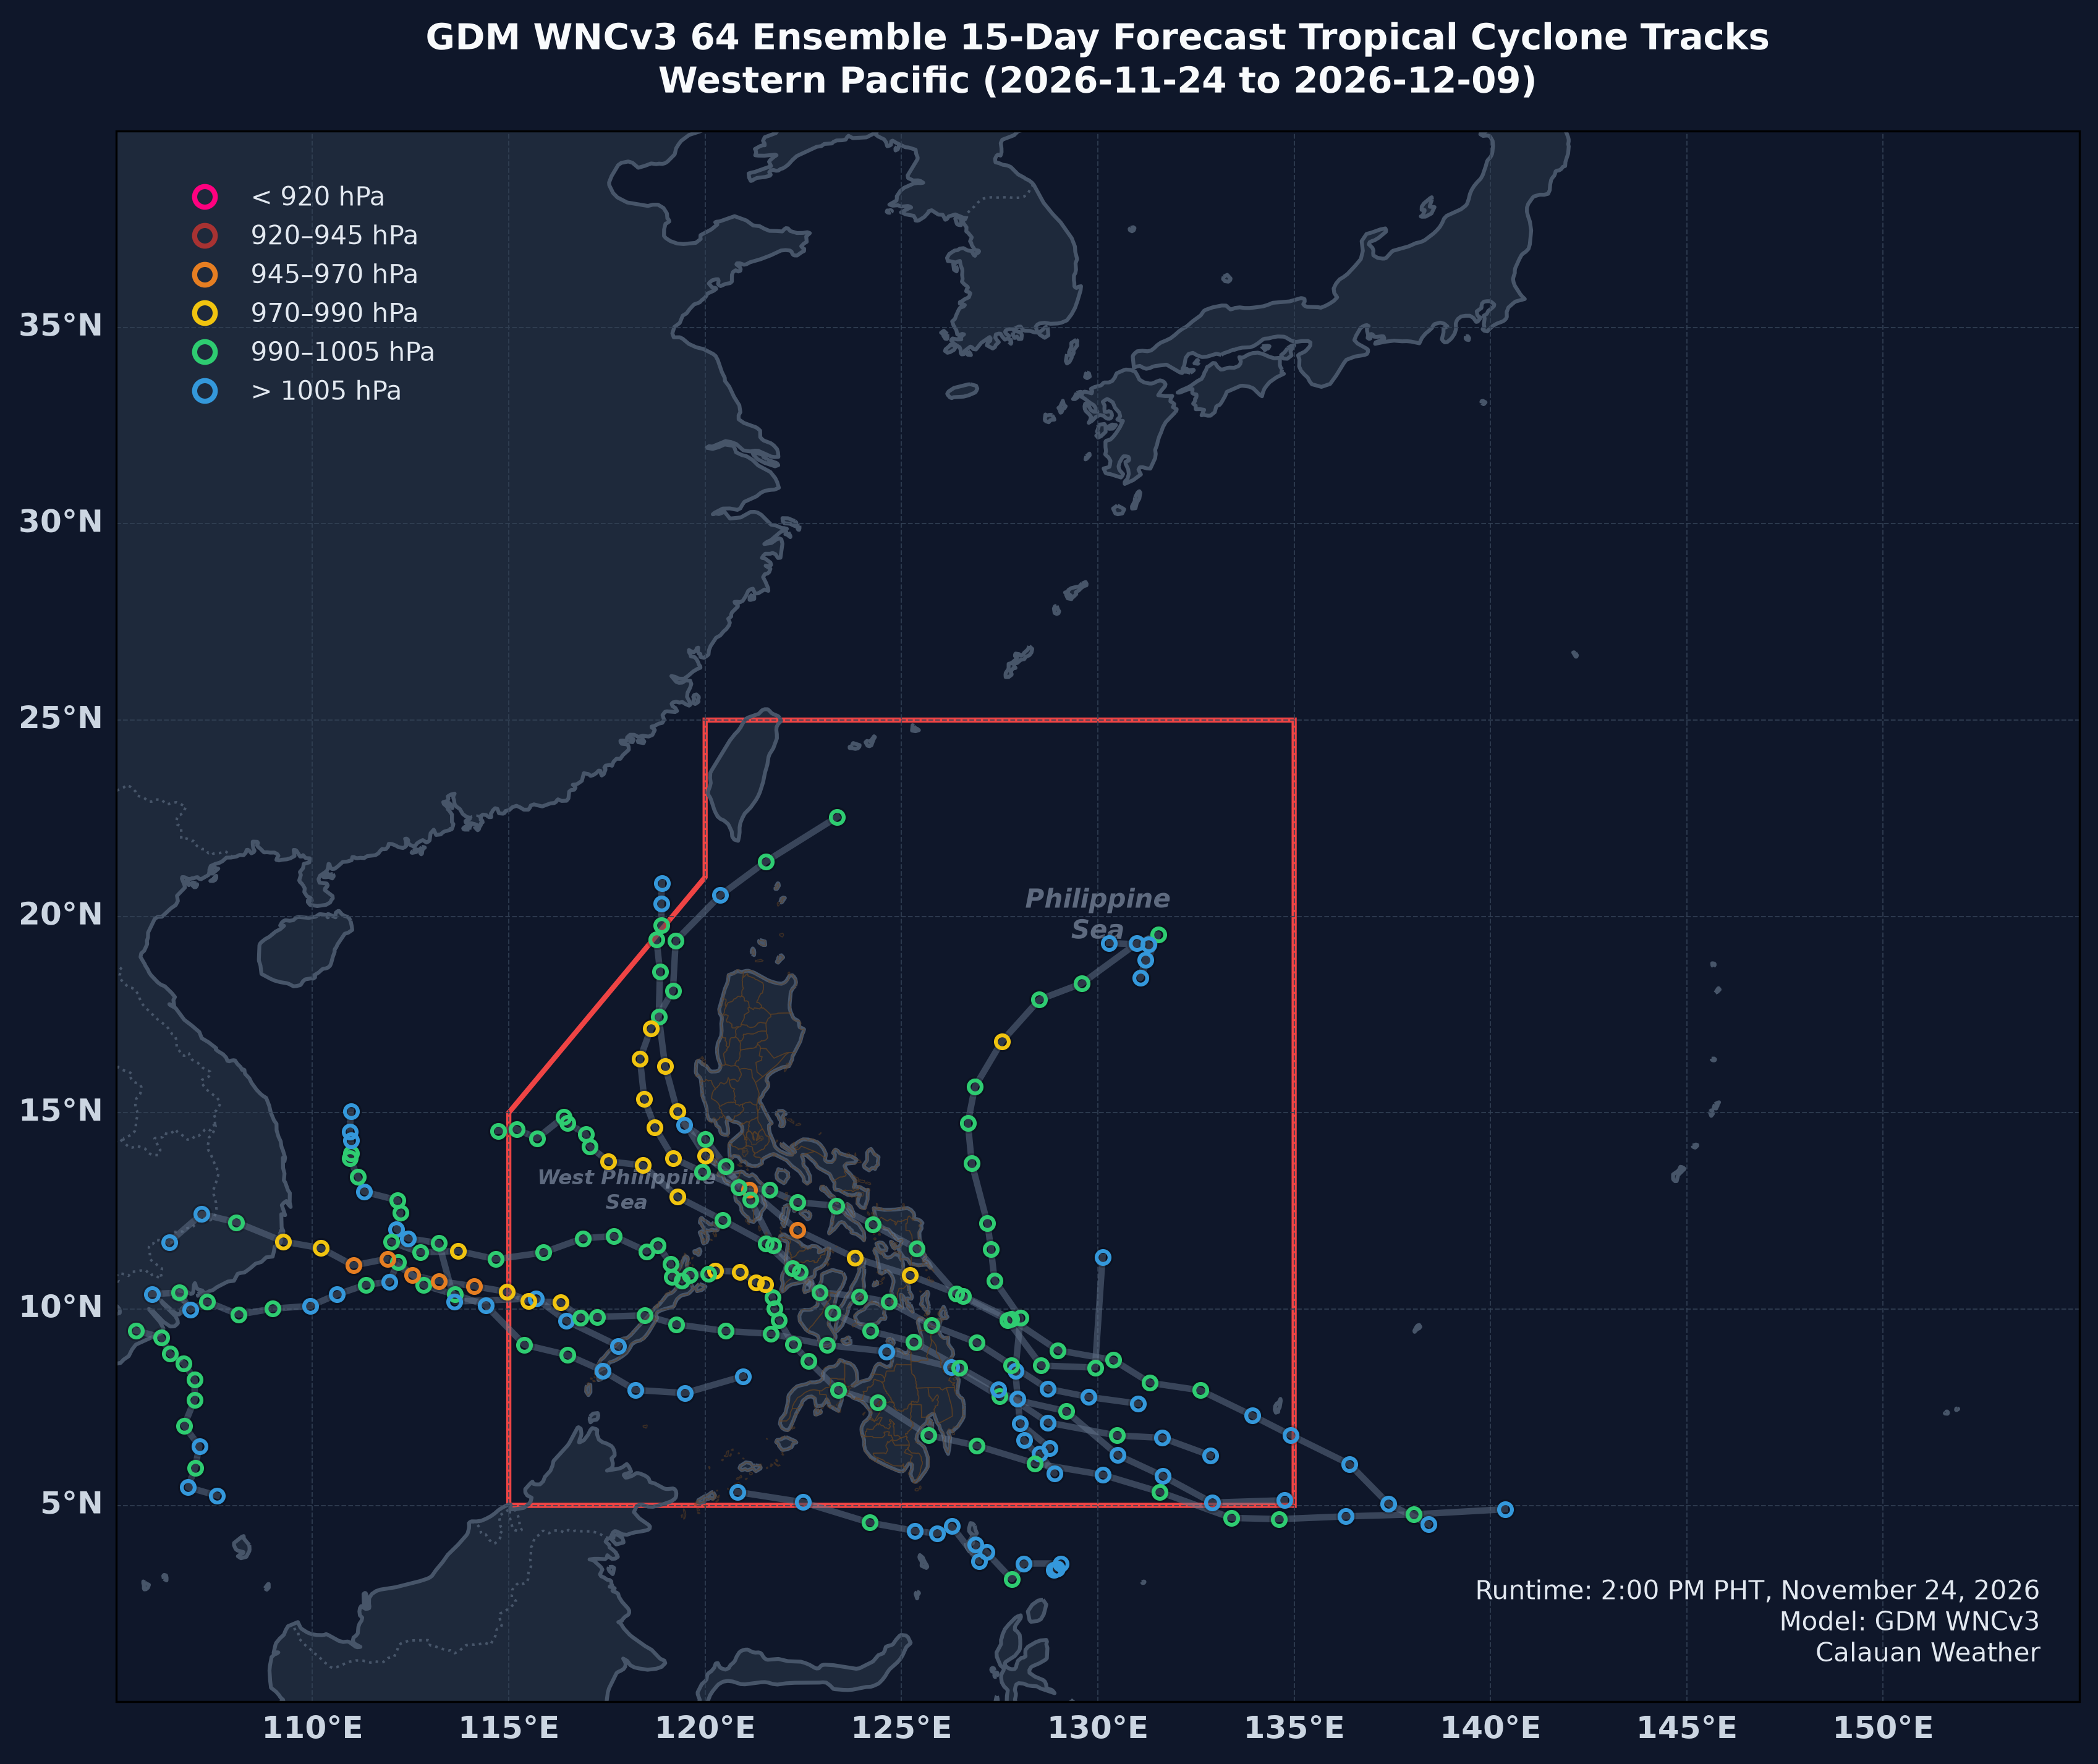 GDM WNCv3 64 Ensemble 15-Day Forecast Tropical Cyclone Tracks
Western Pacific (2026-11-24 to 2026-12-09)
< 920 hPa
920–945 hPa
945–970 hPa
970–990 hPa
990–1005 hPa
> 1005 hPa
35°N
30°N
25°N
20°N
15°N
10°N
5°N
Philippine
Sea
West Philippine
Sea
Runtime: 2:00 PM PHT, November 24, 2026
Model: GDM WNCv3
Calauan Weather
110°E
115°E
120°E
125°E
130°E
135°E
140°E
145°E
150°E